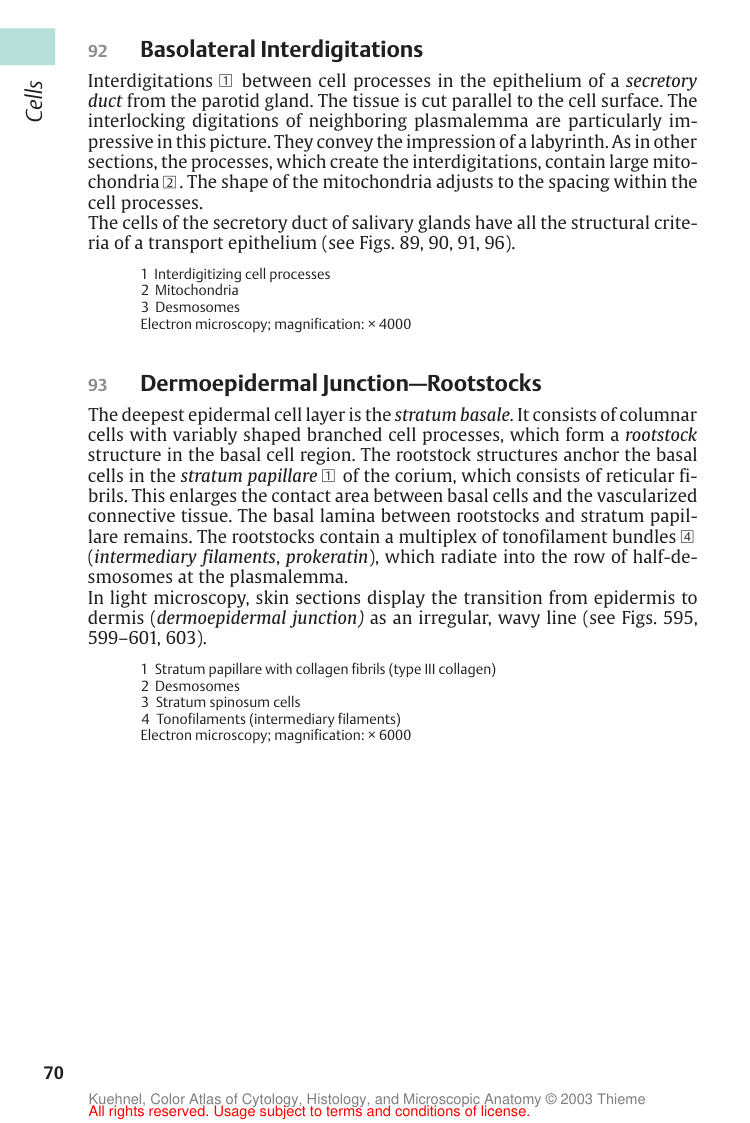 Cells
92 Basolateral Interdigitations
Interdigitations 1 between cell processes in the epithelium of a secretory
duct from the parotid gland. The tissue is cut parallel to the cell surface. The
interlocking digitations of neighboring plasmalemma are particularly im-
pressive in this picture. They convey the impression of a labyrinth. As in other
sections, the processes, which create the interdigitations, contain large mito-
chondria 2 . The shape of the mitochondria adjusts to the spacing within the
cell processes.
The cells of the secretory duct of salivary glands have all the structural crite-
ria of a transport epithelium (see Figs. 89, 90, 91, 96).
1 Interdigitizing cell processes
2 Mitochondria
3 Desmosomes
Electron microscopy; magnification: × 4000
93 Dermoepidermal Junction—Rootstocks
The deepest epidermal cell layer is the stratum basale. It consists of columnar
cells with variably shaped branched cell processes, which form a rootstock
structure in the basal cell region. The rootstock structures anchor the basal
cells in the stratum papillare 1 of the corium, which consists of reticular fi-
brils. This enlarges the contact area between basal cells and the vascularized
connective tissue. The basal lamina between rootstocks and stratum papil-
lare remains. The rootstocks contain a multiplex of tonofilament bundles 4
(intermediary filaments, prokeratin), which radiate into the row of half-de-
smosomes at the plasmalemma.
In light microscopy, skin sections display the transition from epidermis to
dermis (dermoepidermal junction) as an irregular, wavy line (see Figs. 595,
599–601, 603).
1 Stratum papillare with collagen fibrils (type III collagen)
2 Desmosomes
3 Stratum spinosum cells
4 Tonofilaments (intermediary filaments)
Electron microscopy; magnification: × 6000
70
Kuehnel, Color Atlas of Cytology, Histology, and Microscopic Anatomy © 2003 Thieme
All rights reserved. Usage subject to terms and conditions of license.